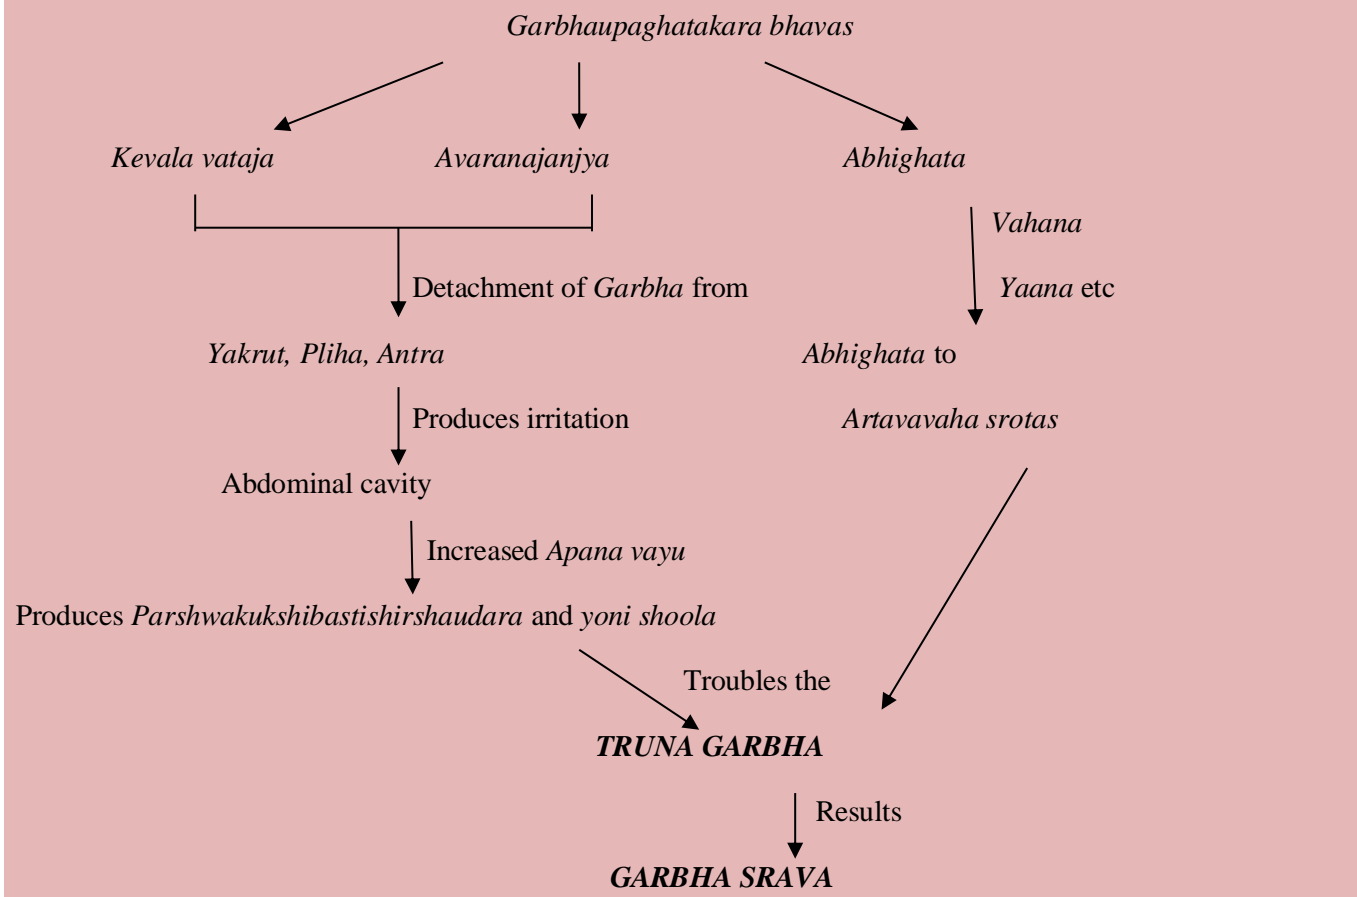 Garbhaupaghatakara bhavas
Kevala vataja Avaranajanjya Abhighata
Vahana
Detachment of Garbha from Yaana etc
Yakrut, Pliha, Antra Abhighata to
Produces irritation Artavavaha srotas
Abdominal cavity
Increased Apana vayu
Produces Parshwakukshibastishirshaudara and yoni shoola
Troubles the
TRUNA GARBHA
Results
GARBHA SRAVA